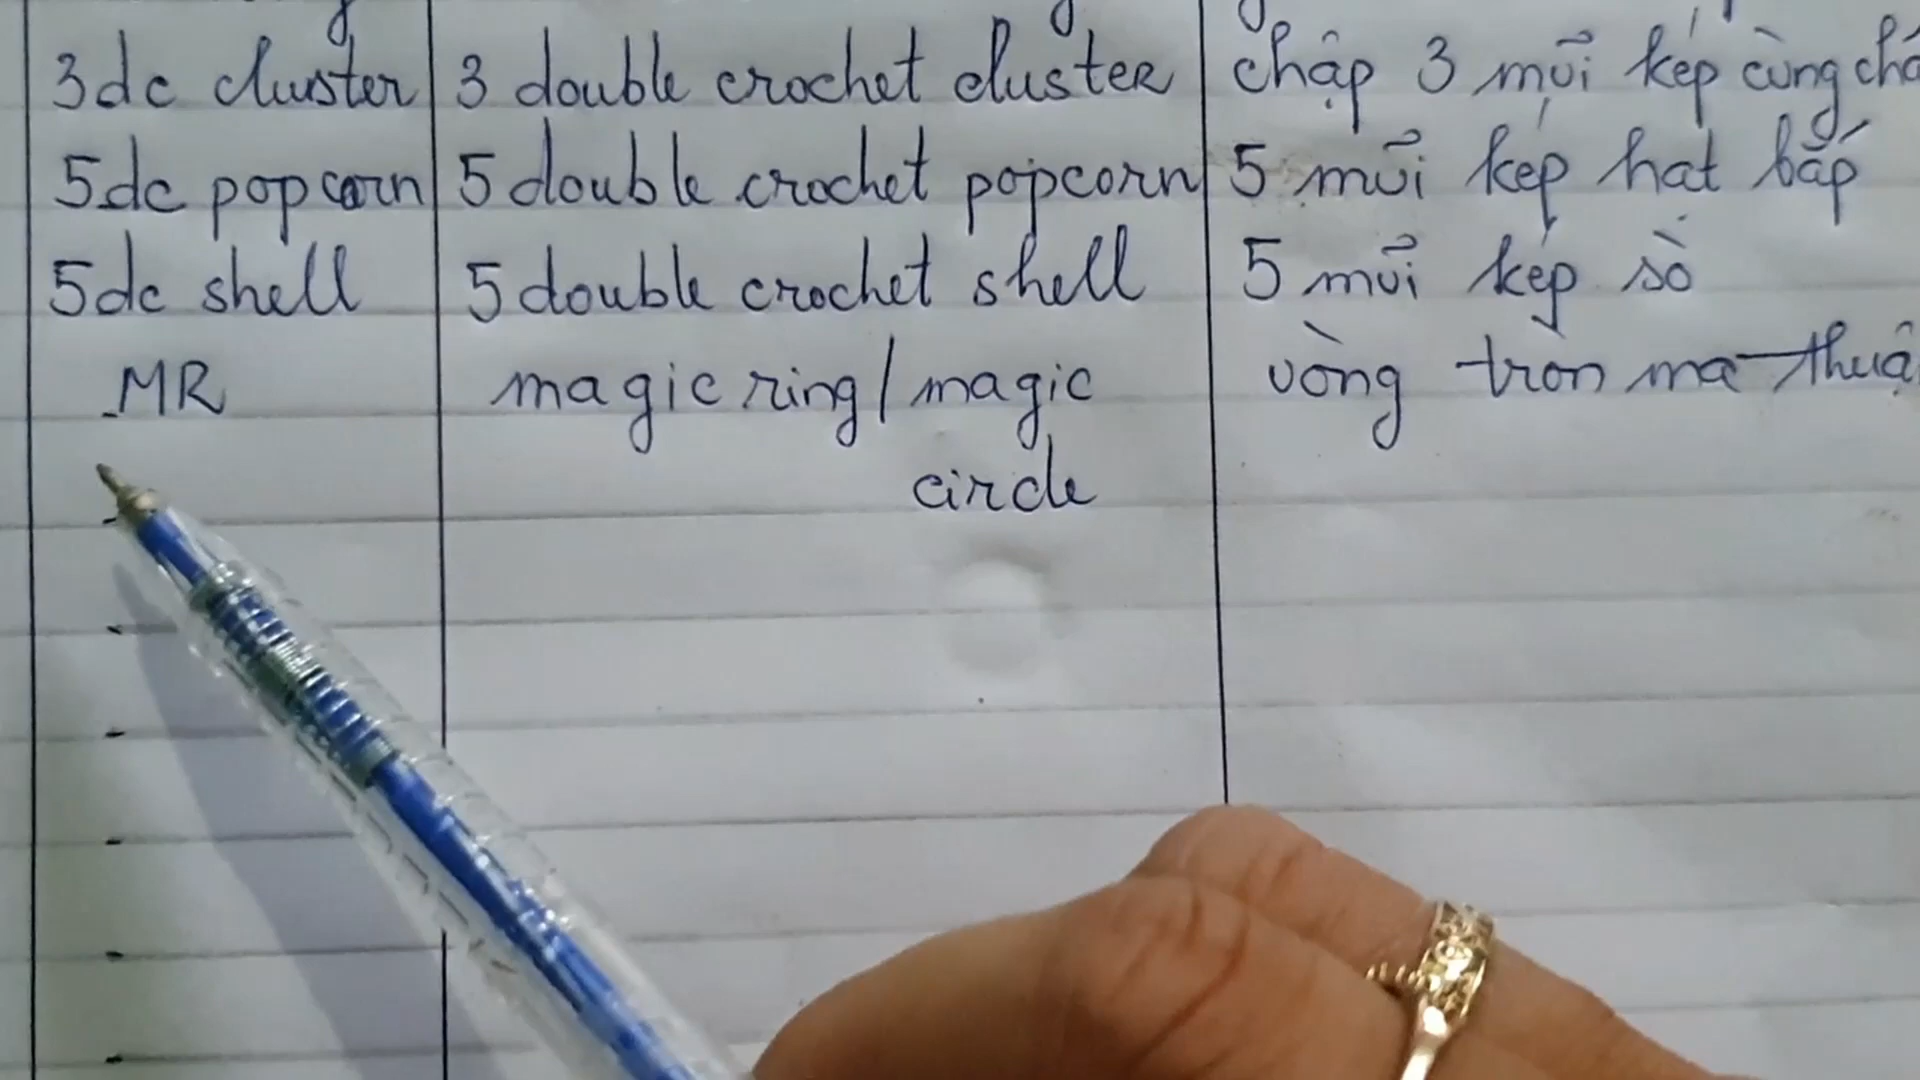 3dc cluster 3 double crochet cluster chập 3 mũi kép cùng
5dc popcorn 5 double crochet popcorn 5 mũi kép hat bắp
5dc shell 5 double crochet shell 5 mũi kép sò
MR magic ring / magic vòng tròn ma
circle